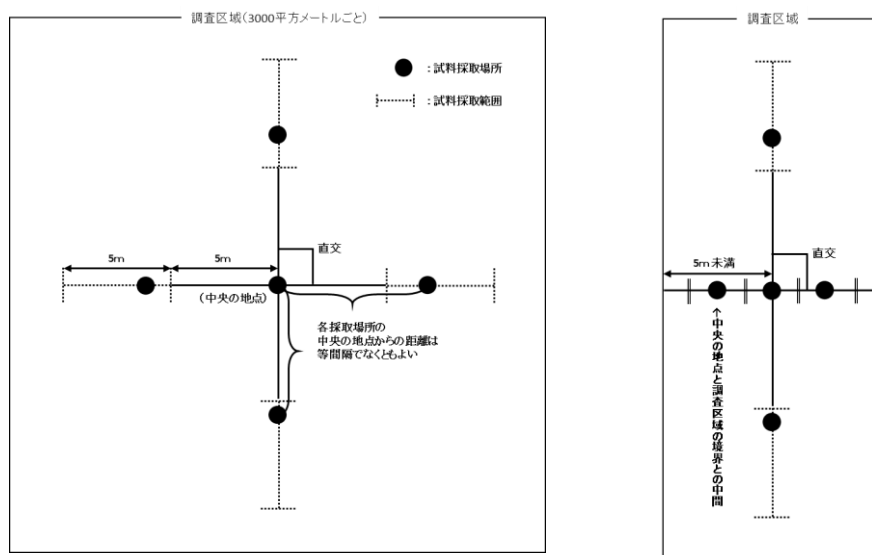 調査区域(3000平方メートルごと)
:試料採取場所
:試料採取範囲
5m
5m
直交
(中央の地点)
各採取場所の
中央の地点からの距離は
等間隔でなくともよい
調査区域
5m未満
直交
↑中央の地点と調査区域の境界との中間